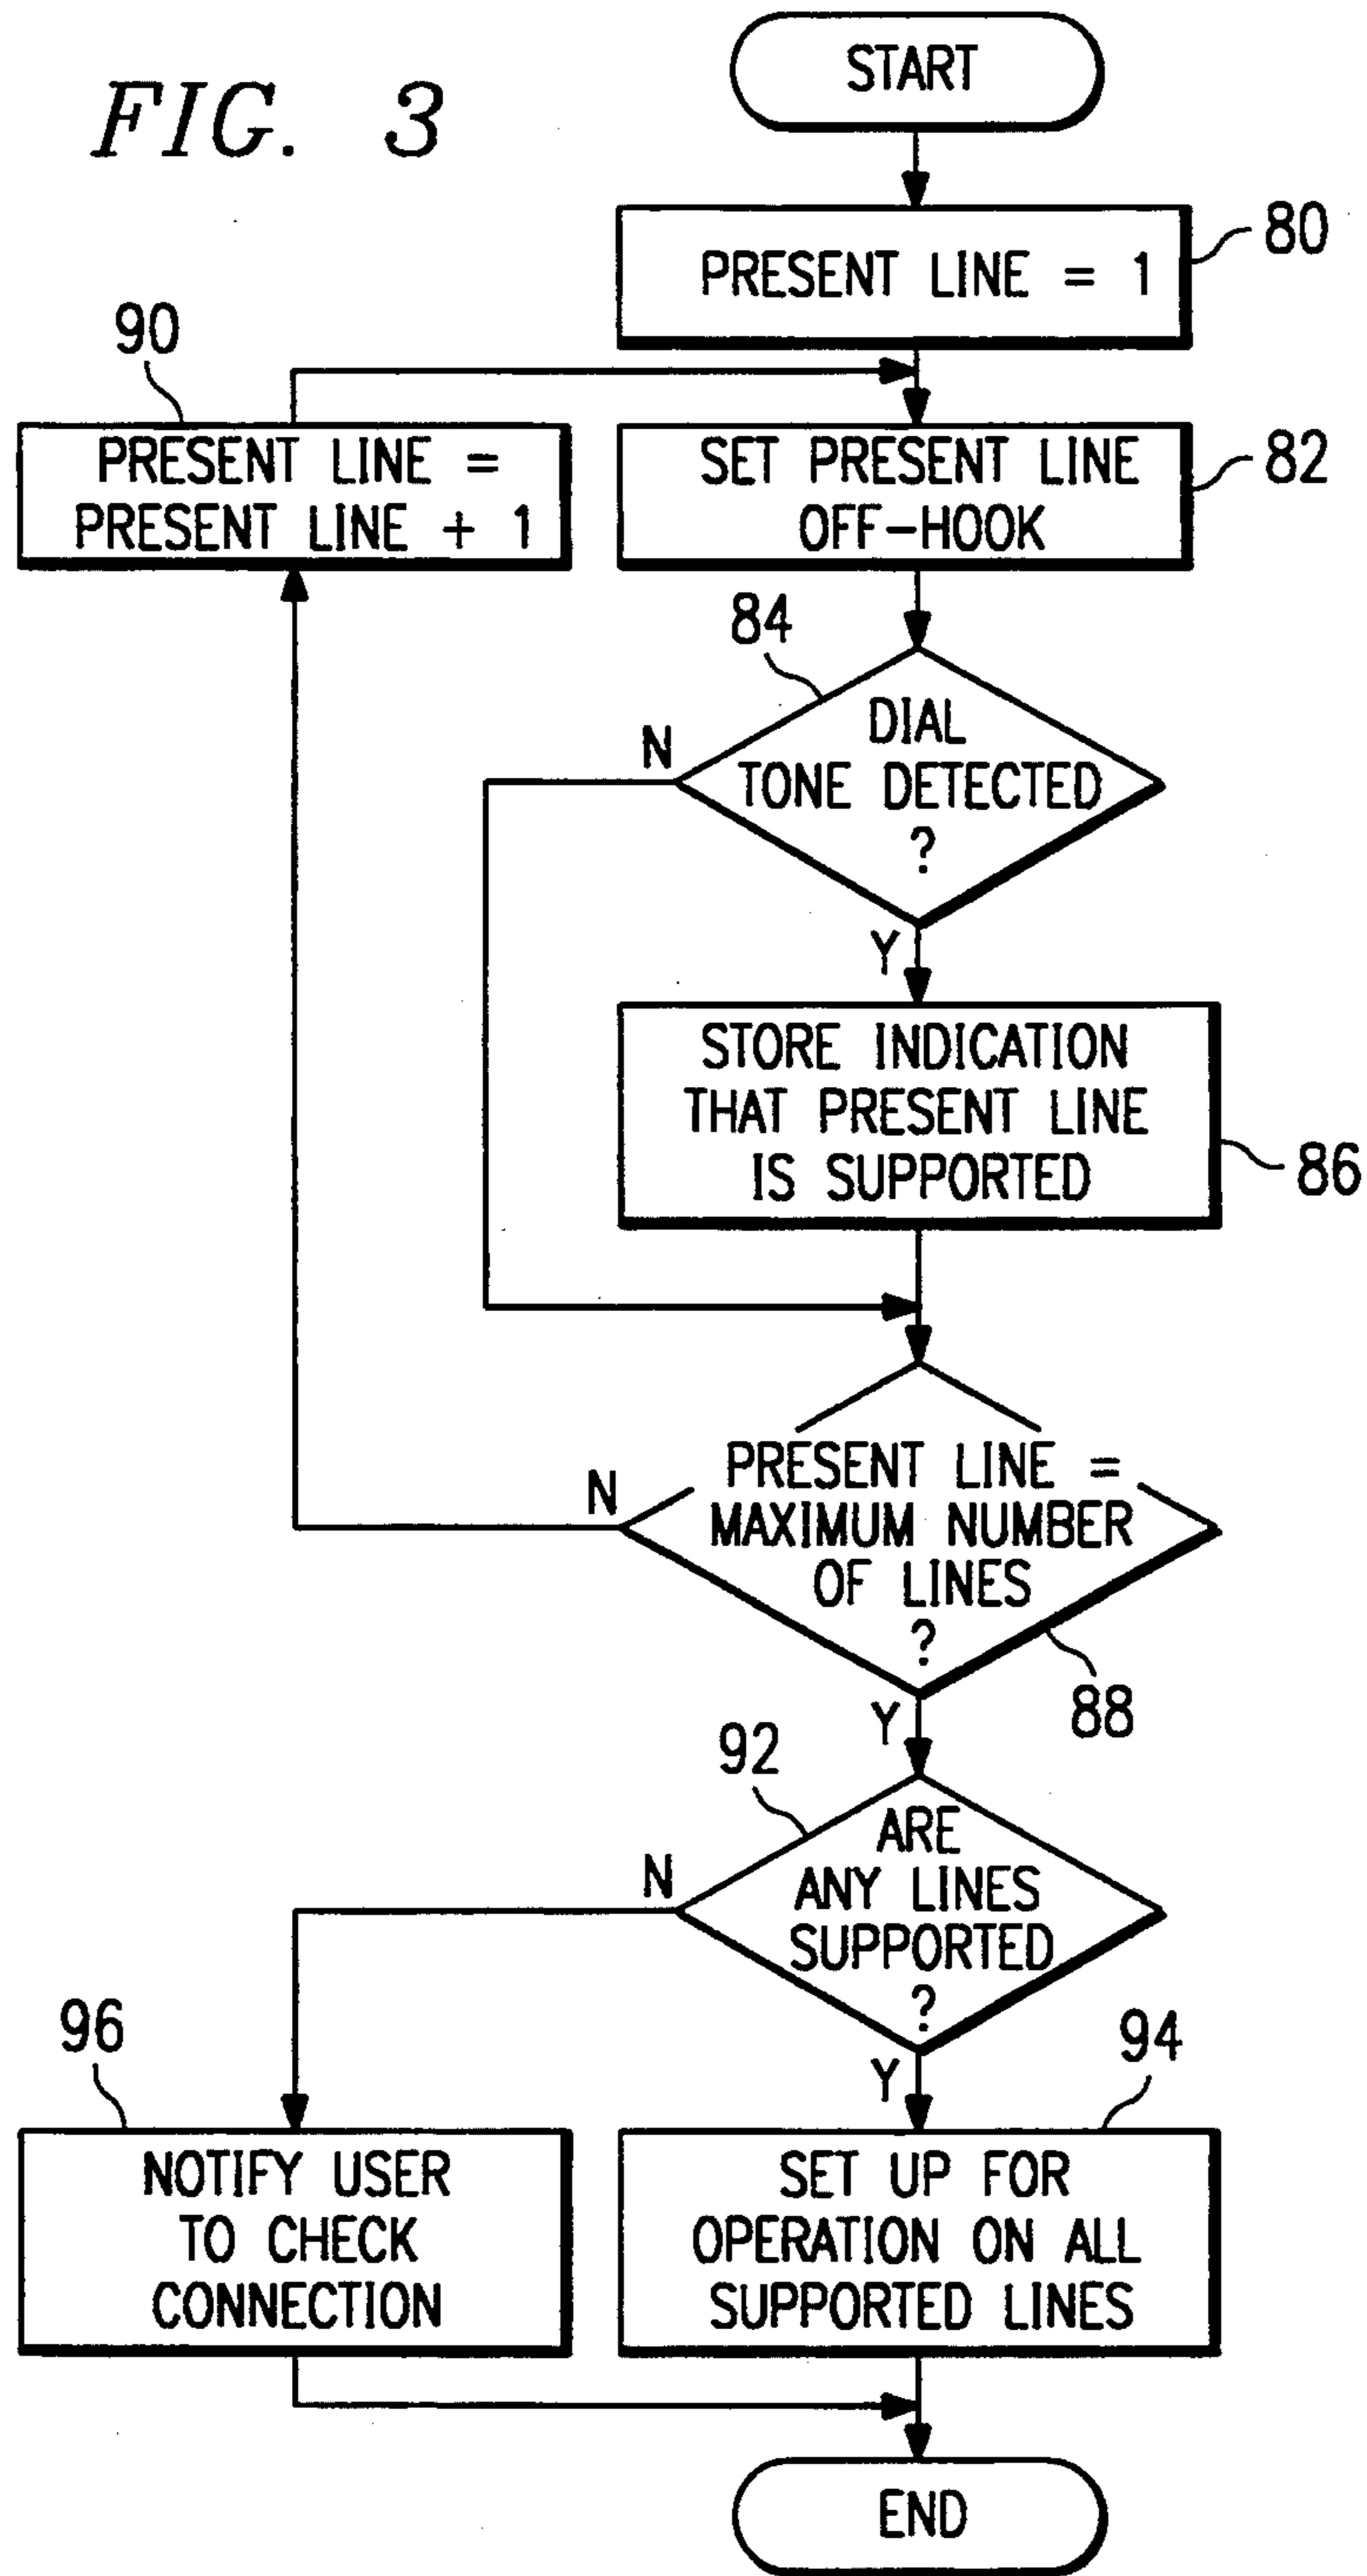 FIG. 3
START
PRESENT LINE = 1
80
90
PRESENT LINE =
PRESENT LINE + 1
SET PRESENT LINE
OFF-HOOK
82
84
DIAL
TONE DETECTED
?
N
Y
STORE INDICATION
THAT PRESENT LINE
IS SUPPORTED
86
PRESENT LINE =
MAXIMUM NUMBER
OF LINES
?
N
88
Y
92
ARE
ANY LINES
SUPPORTED
?
N
Y
96
NOTIFY USER
TO CHECK
CONNECTION
94
SET UP FOR
OPERATION ON ALL
SUPPORTED LINES
END